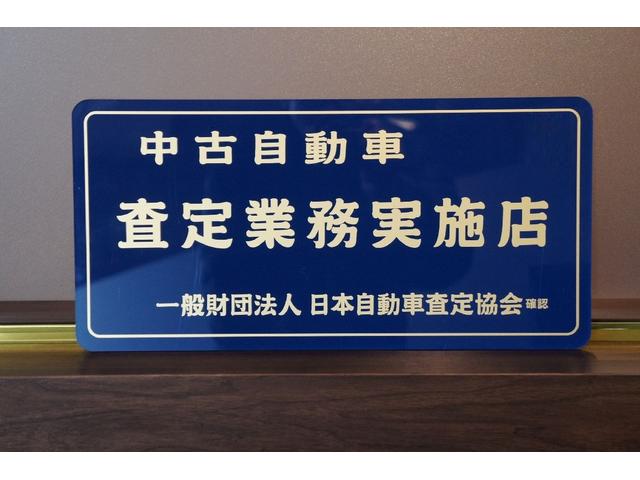 中古自動車
査定業務実施店
一般財団法人 日本自動車査定協会 確認